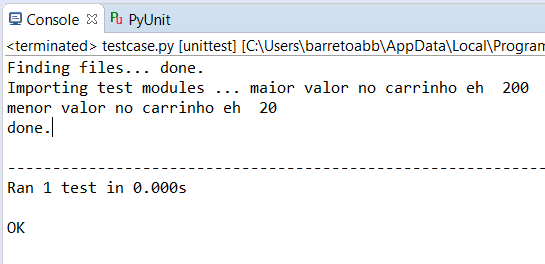 Console PyUnit
<terminated> testcase.py [unittest] [C:\Users\barretoabb\AppData\Local\Program
Finding files... done.
Importing test modules ... maior valor no carrinho eh  200
menor valor no carrinho eh  20
done.
----------------------------------------------------------------------
Ran 1 test in 0.000s
OK